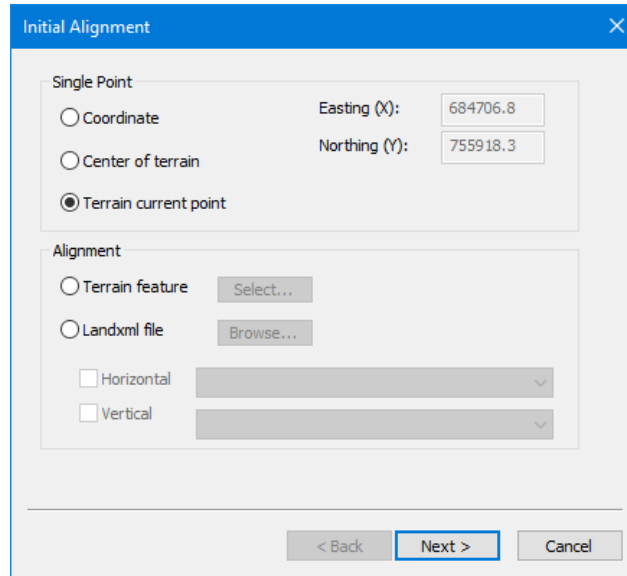 Initial Alignment
Single Point
Coordinate
Easting (X): 684706.8
Northing (Y): 755918.3
Center of terrain
Terrain current point
Alignment
Terrain feature Select...
Landxml file Browse...
Horizontal
Vertical
< Back Next > Cancel